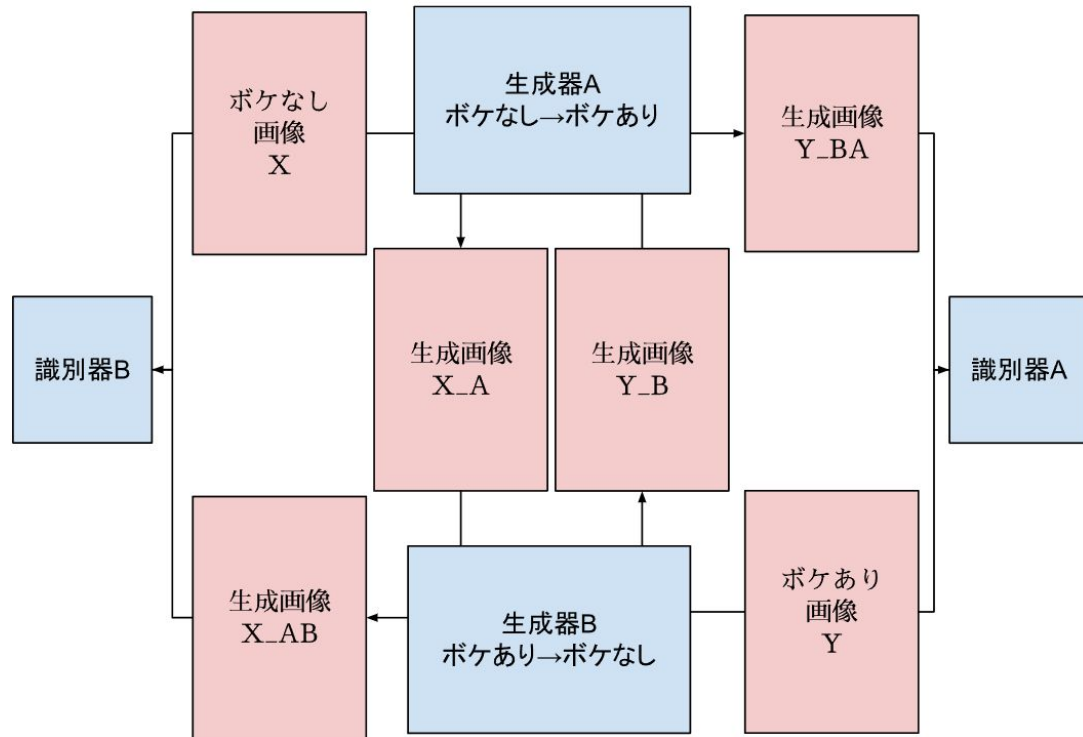 ボケなし
画像
X
生成器A
ボケなし→ボケあり
生成画像
Y_BA
識別器B
生成画像
X_A
生成画像
Y_B
識別器A
生成画像
X_AB
生成器B
ボケあり→ボケなし
ボケあり
画像
Y